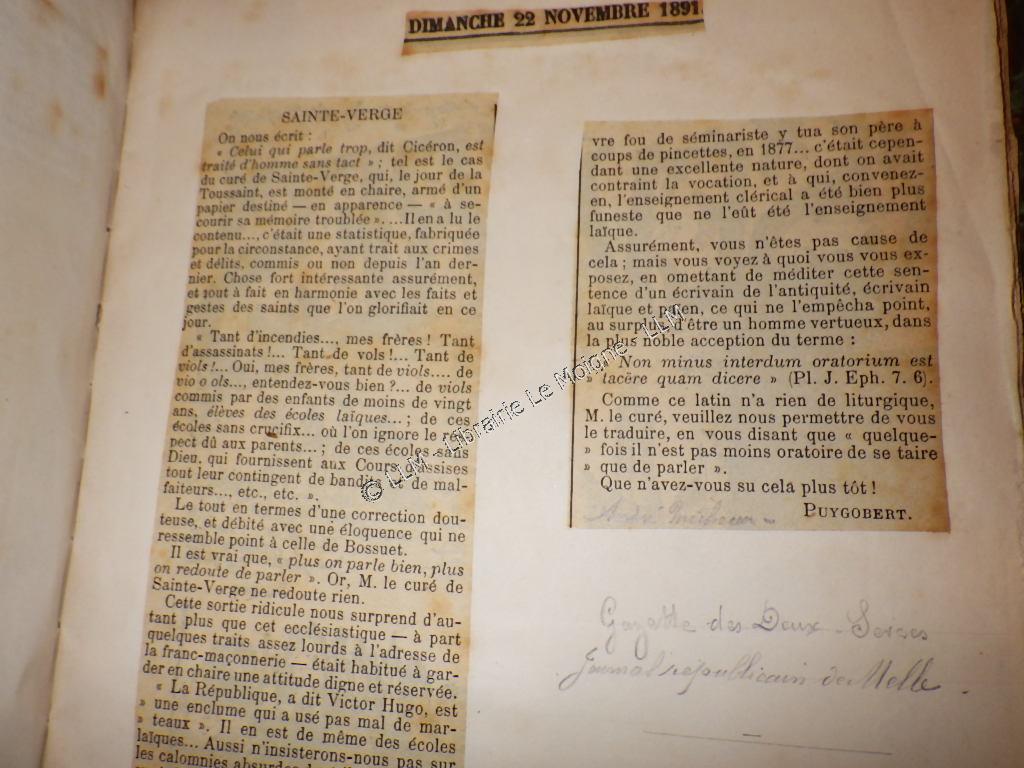 DIMANCHE 22 NOVEMBRE 1891
SAINTE-VERGE
On nous écrit :
« Celui qui parle trop, dit Cicéron, est
traité d'homme sans tact » ; tel est le cas
du curé de Sainte-Verge, qui, le jour de la
Toussaint, est monté en chaire, armé d'un
papier destiné — en apparence — « à se-
courir sa mémoire troublée ». ...Il en a lu le
contenu..., c'était une statistique, fabriquée
pour la circonstance, ayant trait aux crimes
et délits, commis ou non depuis l'an der-
nier. Chose fort intéressante assurément,
et tout à fait en harmonie avec les faits et
gestes des saints que l'on glorifiait en ce
jour.
« Tant d'incendies..., mes frères ! Tant
d'assassinats !... Tant de vols !... Tant de
viols !... Oui, mes frères, tant de viols.... de
vio o ols..., entendez-vous bien ?... de viols
commis par des enfants de moins de vingt
ans, élèves des écoles laïques... ; de ces
écoles sans crucifix... où l'on ignore le res-
pect dû aux parents... ; de ces écoles sans
Dieu, qui fournissent aux Cours d'assises
tout leur contingent de bandits et de mal-
faiteurs..., etc., etc. ».
Le tout en termes d'une correction dou-
teuse, et débité avec une éloquence qui ne
ressemble point à celle de Bossuet.
Il est vrai que, « plus on parle bien, plus
on redoute de parler ». Or, M. le curé de
Sainte-Verge ne redoute rien.
Cette sortie ridicule nous surprend d'au-
tant plus que cet ecclésiastique — à part
quelques traits assez lourds à l'adresse de
la franc-maçonnerie — était habitué à gar-
der en chaire une attitude digne et réservée.
« La République, a dit Victor Hugo, est
» une enclume qui a usé pas mal de mar-
» teaux ». Il en est de même des écoles
laïques... Aussi n'insisterons-nous pas sur
les calomnies absurdes
vre fou de séminariste y tua son père à
coups de pincettes, en 1877... c'était cepen-
dant une excellente nature, dont on avait
contraint la vocation, et à qui, convenez-
en, l'enseignement clérical a été bien plus
funeste que ne l'eût été l'enseignement
laïque.
Assurément, vous n'êtes pas cause de
cela ; mais vous voyez à quoi vous vous ex-
posez, en omettant de méditer cette sen-
tence d'un écrivain de l'antiquité, écrivain
laïque et païen, ce qui ne l'empêcha point,
au surplus, d'être un homme vertueux, dans
la plus noble acception du terme :
« Non minus interdum oratorium est
» tacère quam dicere » (Pl. J. Eph. 7. 6).
Comme ce latin n'a rien de liturgique,
M. le curé, veuillez nous permettre de vous
le traduire, en vous disant que « quelque-
» fois il n'est pas moins oratoire de se taire
» que de parler ».
Que n'avez-vous su cela plus tôt !
PUYGOBERT.
André
Gazette des Deux-Sèvres
Journal républicain de Melle.
© LLM - Librairie Le Moigne - LLM